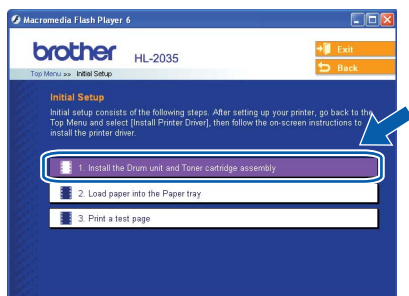 Macromedia Flash Player 6
brother HL-2035
Exit
Back
Top Menu >> Initial Setup
Initial Setup
Initial setup consists of the following steps. After setting up your printer, go back to the
Top Menu and select [Install Printer Driver], then follow the on-screen instructions to
install the printer driver.
1. Install the Drum unit and Toner cartridge assembly
2. Load paper into the Paper tray
3. Print a test page